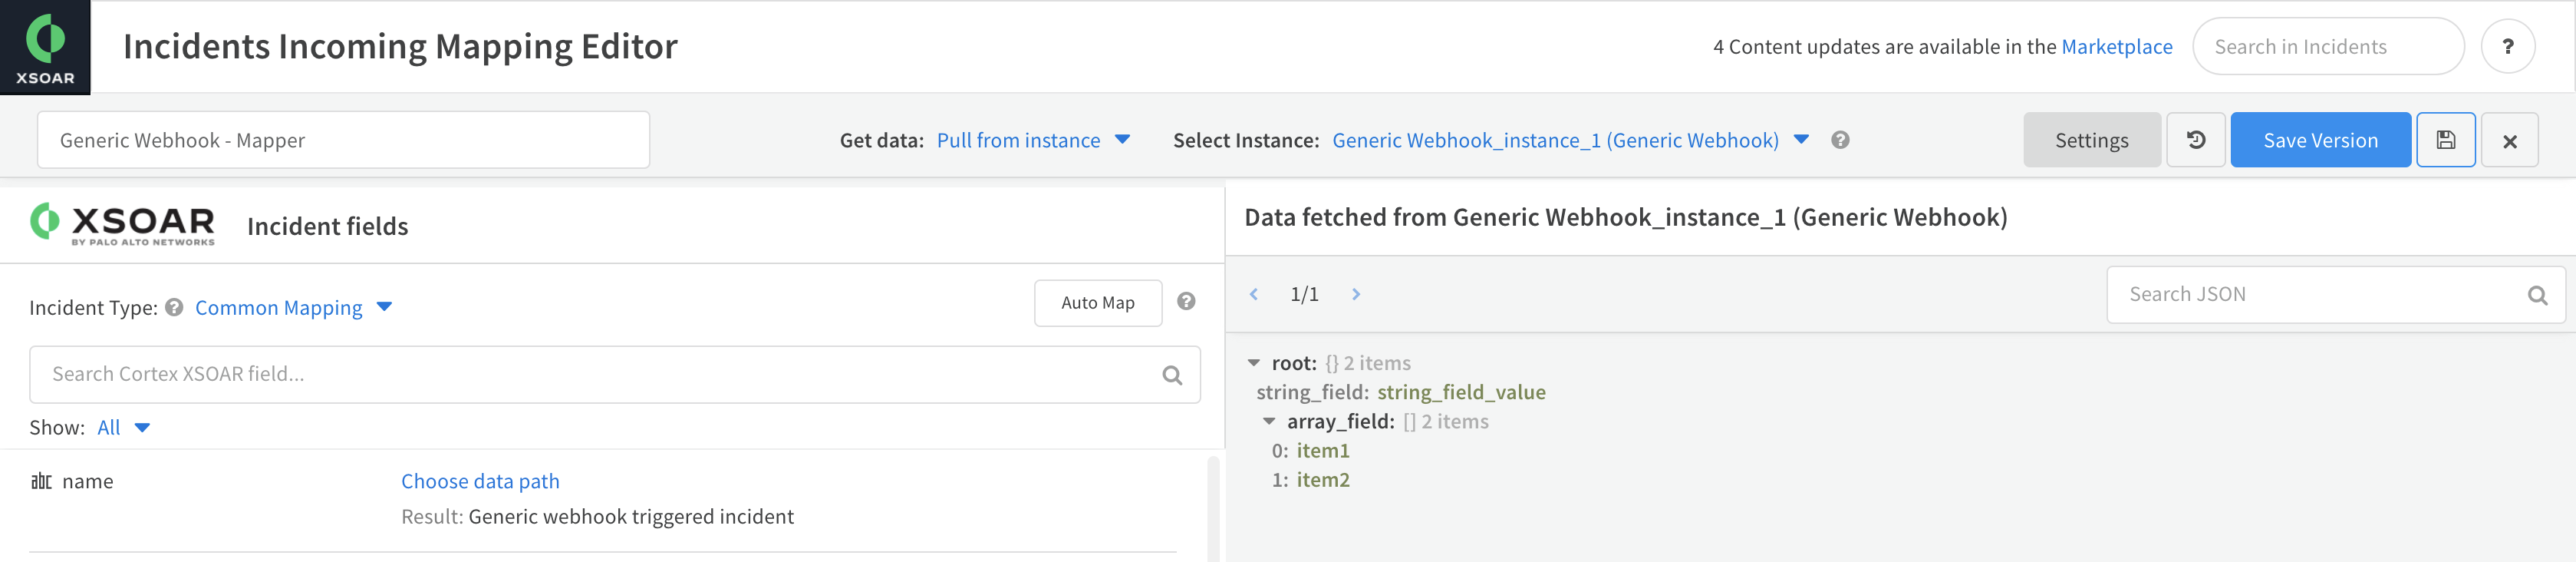 XSOAR
Incidents Incoming Mapping Editor
4 Content updates are available in the Marketplace
Search in Incidents
?
Generic Webhook - Mapper
Get data: Pull from instance
Select Instance: Generic Webhook_instance_1 (Generic Webhook)
?
Settings
Save Version
XSOAR
BY PALO ALTO NETWORKS
Incident fields
Incident Type: ? Common Mapping
Auto Map
?
Search Cortex XSOAR field...
Show: All
abc name
Choose data path
Result: Generic webhook triggered incident
Data fetched from Generic Webhook_instance_1 (Generic Webhook)
< 1/1 >
Search JSON
root: {} 2 items
string_field: string_field_value
array_field: [] 2 items
0: item1
1: item2